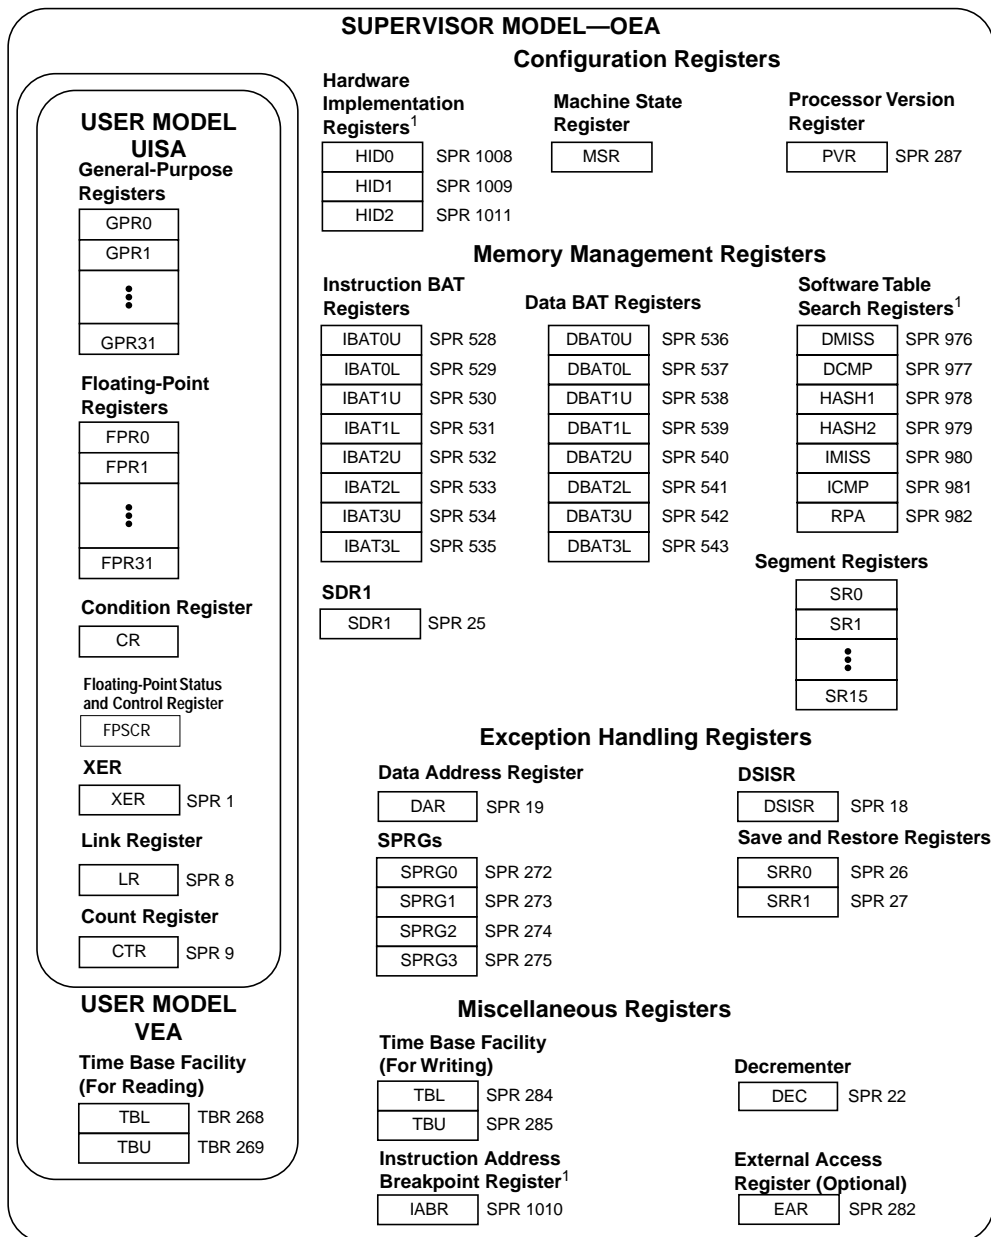 SUPERVISOR MODEL—OEA
USER MODEL
UISA
General-Purpose
Registers
GPR0
GPR1
GPR31
Floating-Point
Registers
FPR0
FPR1
FPR31
Condition Register
CR
Floating-Point Status
and Control Register
FPSCR
XER
XER SPR 1
Link Register
LR SPR 8
Count Register
CTR SPR 9
USER MODEL
VEA
Time Base Facility
(For Reading)
TBL TBR 268
TBU TBR 269
Configuration Registers
Hardware
Implementation
Registers1
HID0 SPR 1008
HID1 SPR 1009
HID2 SPR 1011
Machine State
Register
MSR
Processor Version
Register
PVR SPR 287
Memory Management Registers
Instruction BAT
Registers
IBAT0U SPR 528
IBAT0L SPR 529
IBAT1U SPR 530
IBAT1L SPR 531
IBAT2U SPR 532
IBAT2L SPR 533
IBAT3U SPR 534
IBAT3L SPR 535
Data BAT Registers
DBAT0U SPR 536
DBAT0L SPR 537
DBAT1U SPR 538
DBAT1L SPR 539
DBAT2U SPR 540
DBAT2L SPR 541
DBAT3U SPR 542
DBAT3L SPR 543
Software Table
Search Registers1
DMISS SPR 976
DCMP SPR 977
HASH1 SPR 978
HASH2 SPR 979
IMISS SPR 980
ICMP SPR 981
RPA SPR 982
SDR1
SDR1 SPR 25
Segment Registers
SR0
SR1
SR15
Exception Handling Registers
Data Address Register
DAR SPR 19
DSISR
DSISR SPR 18
SPRGs
SPRG0 SPR 272
SPRG1 SPR 273
SPRG2 SPR 274
SPRG3 SPR 275
Save and Restore Registers
SRR0 SPR 26
SRR1 SPR 27
Miscellaneous Registers
Time Base Facility
(For Writing)
TBL SPR 284
TBU SPR 285
Decrementer
DEC SPR 22
Instruction Address
Breakpoint Register1
IABR SPR 1010
External Access
Register (Optional)
EAR SPR 282